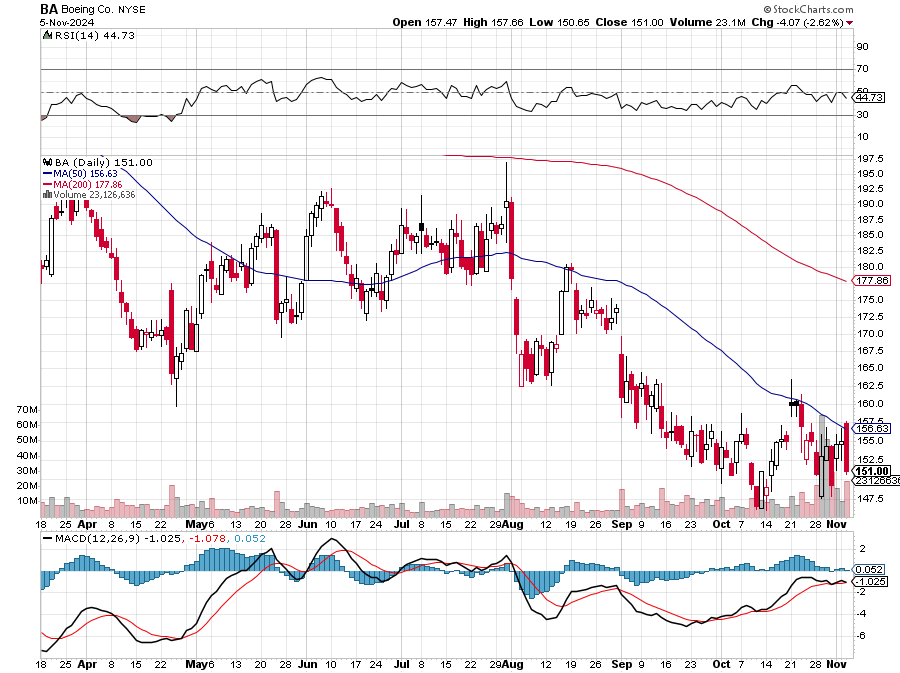 BA Boeing Co. NYSE
© StockCharts.com
5-Nov-2024
Open 157.47 High 157.66 Low 150.65 Close 151.00 Volume 23.1M Chg -4.07 (-2.62%)
RSI(14) 44.73
90
70
50
44.73
30
10
BA (Daily) 151.00
MA(50) 156.63
MA(200) 177.86
Volume 23,126,636
197.5
195.0
192.5
190.0
187.5
185.0
182.5
180.0
177.86
175.0
172.5
170.0
167.5
165.0
162.5
160.0
157.5
156.63
155.0
152.5
151.00
23126636
147.5
70M
60M
50M
40M
30M
20M
10M
18 25 Apr 8 15 22 May 6 13 20 28 Jun 10 17 24 Jul 8 15 22 29 Aug 12 19 26 Sep 9 16 23 Oct 7 14 21 28 Nov
MACD(12,26,9) -1.025, -1.078, 0.052
2
0.052
-1.025
-2
-4
-6
18 25 Apr 8 15 22 May 6 13 20 28 Jun 10 17 24 Jul 8 15 22 29 Aug 12 19 26 Sep 9 16 23 Oct 7 14 21 28 Nov